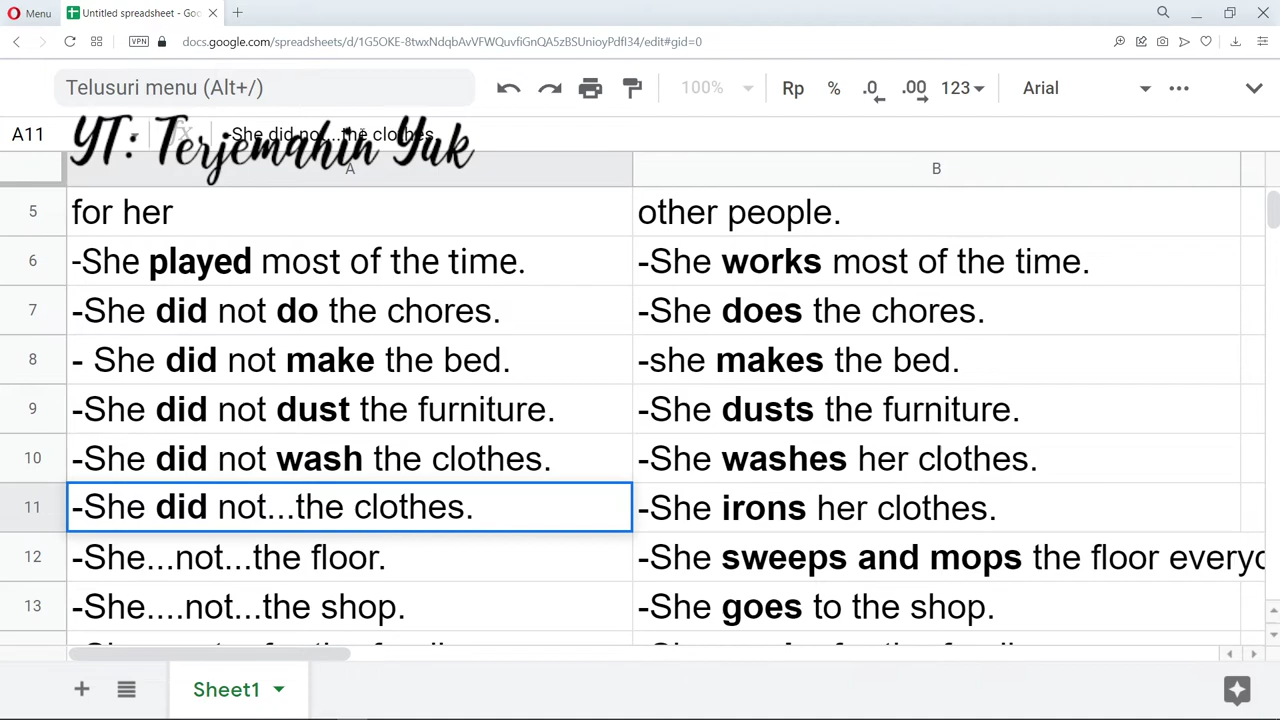 Menu
Untitled spreadsheet - Goo
VPN
docs.google.com/spreadsheets/d/1G5OKE-8twxNdqbAvVFWQuvfiGnQA5zBSUnioyPdfI34/edit#gid=0
Telusuri menu (Alt+/)
100%
Rp
%
.0
.00
123
Arial
A11
fx
-She did not...the clothes.
YT: Terjemahin Yuk
A
B
5
for her
other people.
6
-She played most of the time.
-She works most of the time.
7
-She did not do the chores.
-She does the chores.
8
- She did not make the bed.
-she makes the bed.
9
-She did not dust the furniture.
-She dusts the furniture.
10
-She did not wash the clothes.
-She washes her clothes.
11
-She did not...the clothes.
-She irons her clothes.
12
-She...not...the floor.
-She sweeps and mops the floor everyd
13
-She....not...the shop.
-She goes to the shop.
Sheet1